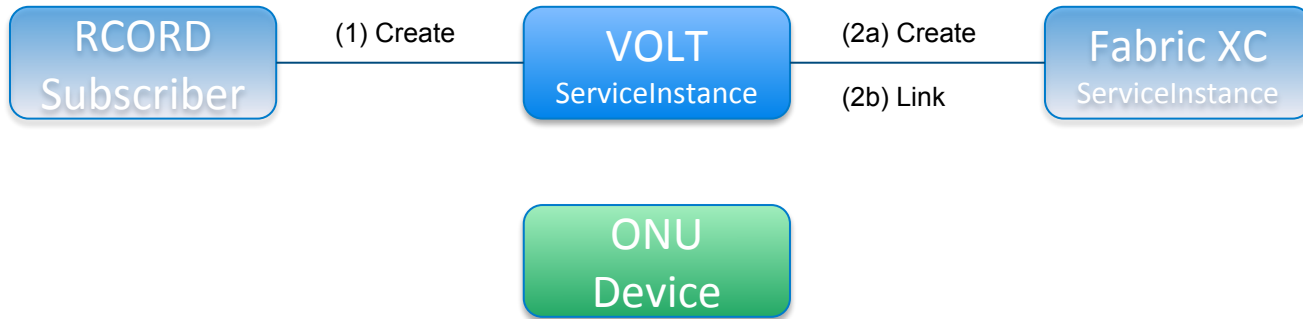 RCORD
Subscriber
(1) Create
VOLT
ServiceInstance
(2a) Create
(2b) Link
Fabric XC
ServiceInstance
ONU
Device